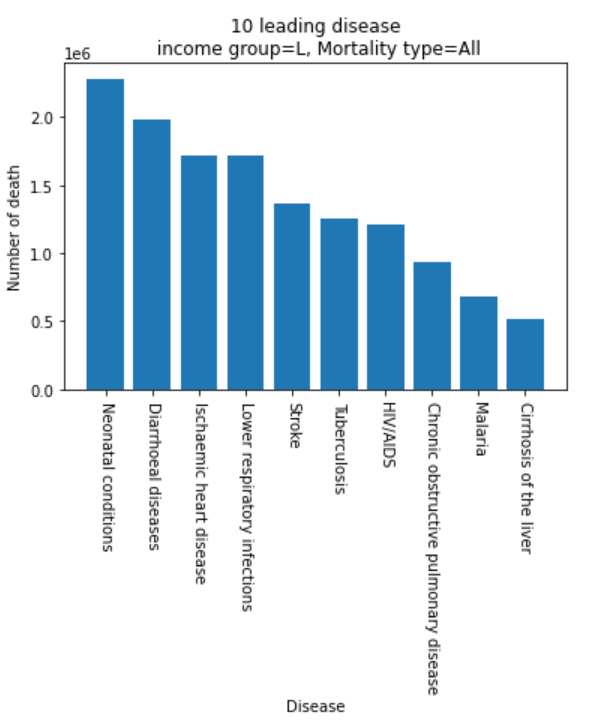 10 leading disease
income group=L, Mortality type=All
1e6
2.0
1.5
1.0
0.5
0.0
Number of death
Neonatal conditions
Diarrhoeal diseases
Ischaemic heart disease
Lower respiratory infections
Stroke
Tuberculosis
HIV/AIDS
Chronic obstructive pulmonary disease
Malaria
Cirrhosis of the liver
Disease